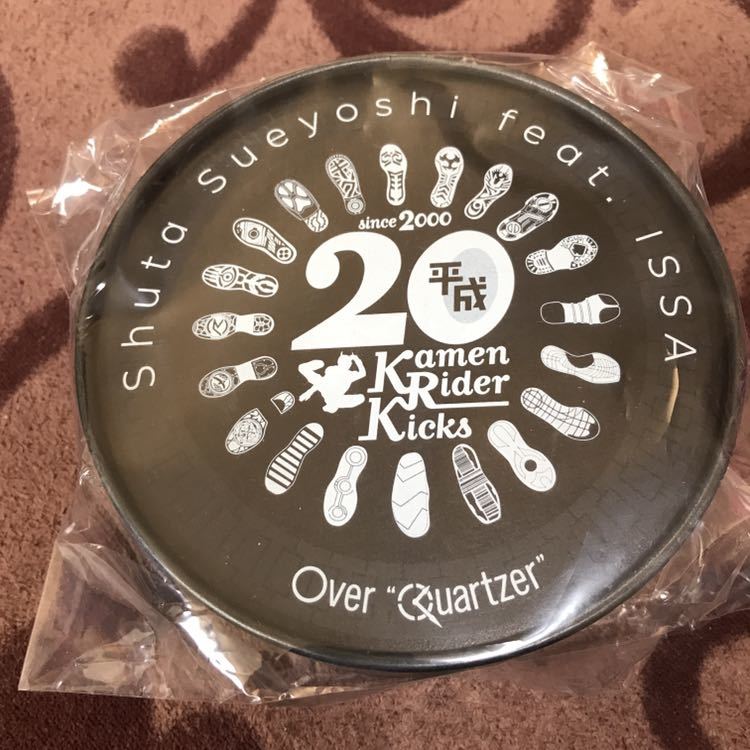 Shuta Sueyoshi feat. ISSA
since 2000
20
平成
Kamen
Rider
Kicks
Over "Quartzer"